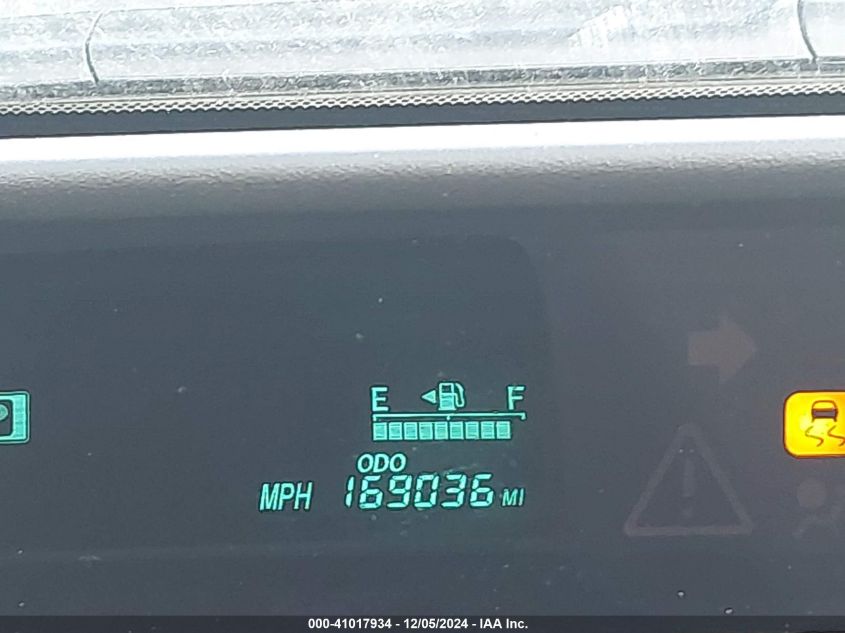 E F
ODO
MPH 169036 MI
000-41017934 - 12/05/2024 - IAA Inc.